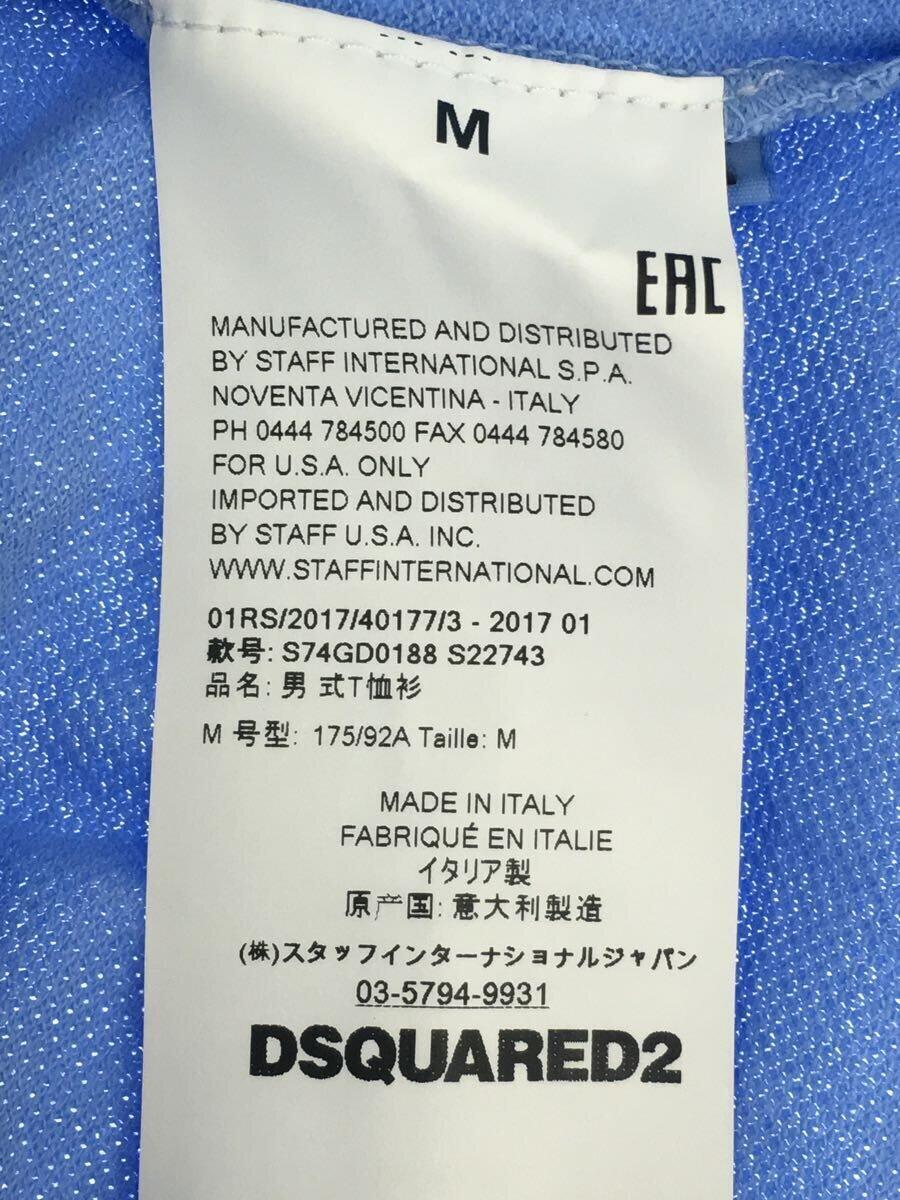 M
EAC
MANUFACTURED AND DISTRIBUTED
BY STAFF INTERNATIONAL S.P.A.
NOVENTA VICENTINA - ITALY
PH 0444 784500 FAX 0444 784580
FOR U.S.A. ONLY
IMPORTED AND DISTRIBUTED
BY STAFF U.S.A. INC.
WWW.STAFFINTERNATIONAL.COM
01RS/2017/40177/3 - 2017 01
款号: S74GD0188 S22743
品名: 男 式T恤衫
M 号型: 175/92A Taille: M
MADE IN ITALY
FABRIQUÉ EN ITALIE
イタリア製
原产国: 意大利製造
(株)スタッフインターナショナルジャパン
03-5794-9931
DSQUARED2